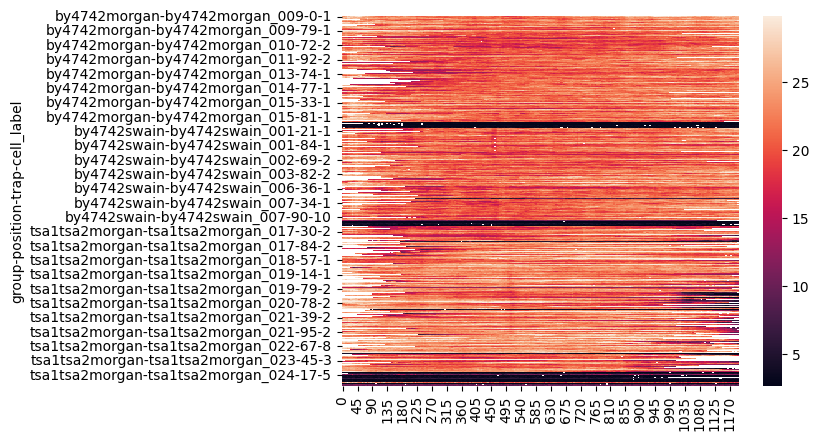 group-position-trap-cell_label
by4742morgan-by4742morgan_009-0-1
by4742morgan-by4742morgan_009-79-1
by4742morgan-by4742morgan_010-72-2
by4742morgan-by4742morgan_011-92-2
by4742morgan-by4742morgan_013-74-1
by4742morgan-by4742morgan_014-77-1
by4742morgan-by4742morgan_015-33-1
by4742morgan-by4742morgan_015-81-1
by4742swain-by4742swain_001-21-1
by4742swain-by4742swain_001-84-1
by4742swain-by4742swain_002-69-2
by4742swain-by4742swain_003-82-2
by4742swain-by4742swain_006-36-1
by4742swain-by4742swain_007-34-1
by4742swain-by4742swain_007-90-10
tsa1tsa2morgan-tsa1tsa2morgan_017-30-2
tsa1tsa2morgan-tsa1tsa2morgan_017-84-2
tsa1tsa2morgan-tsa1tsa2morgan_018-57-1
tsa1tsa2morgan-tsa1tsa2morgan_019-14-1
tsa1tsa2morgan-tsa1tsa2morgan_019-79-2
tsa1tsa2morgan-tsa1tsa2morgan_020-78-2
tsa1tsa2morgan-tsa1tsa2morgan_021-39-2
tsa1tsa2morgan-tsa1tsa2morgan_021-95-2
tsa1tsa2morgan-tsa1tsa2morgan_022-67-8
tsa1tsa2morgan-tsa1tsa2morgan_023-45-3
tsa1tsa2morgan-tsa1tsa2morgan_024-17-5
0
45
90
135
180
225
270
315
360
405
450
495
540
585
630
675
720
765
810
855
900
945
990
1035
1080
1125
1170
25
20
15
10
5